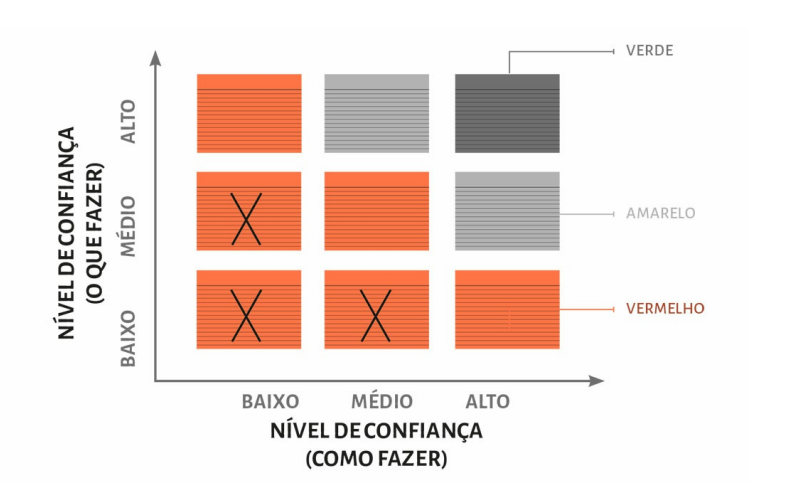 VERDE
ALTO
NÍVEL DE CONFIANÇA
(O QUE FAZER)
MÉDIO
AMARELO
BAIXO
VERMELHO
BAIXO MÉDIO ALTO
NÍVEL DE CONFIANÇA
(COMO FAZER)